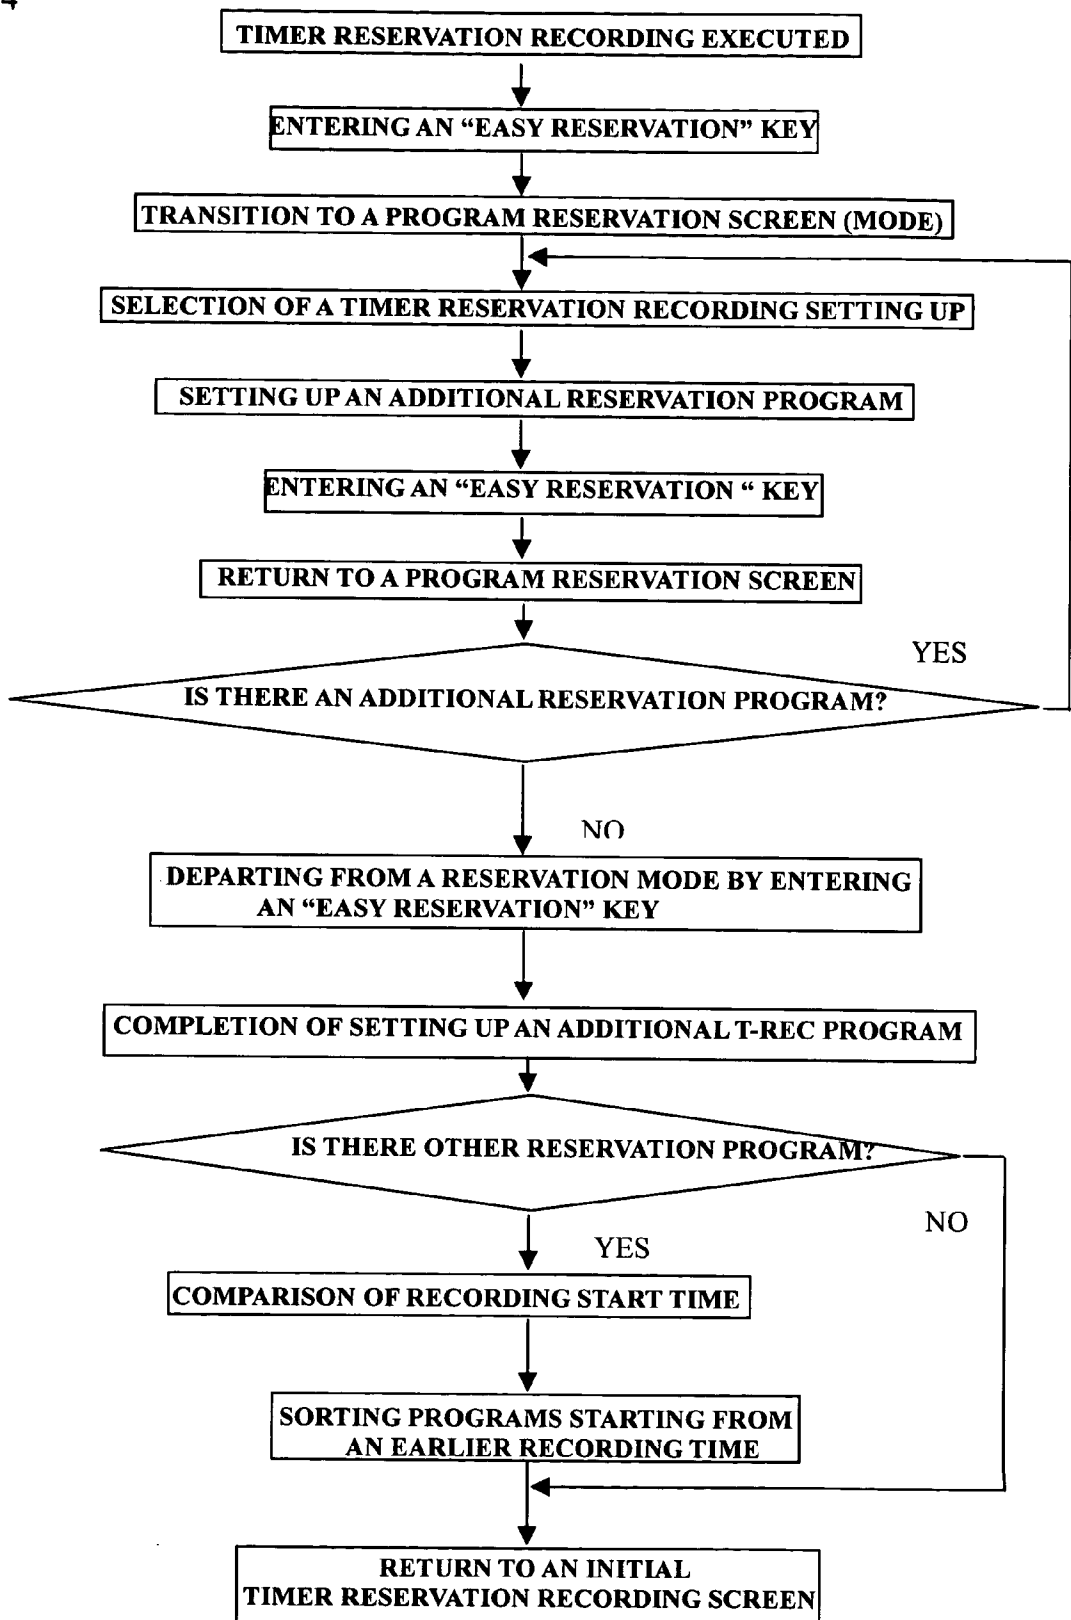 4
TIMER RESERVATION RECORDING EXECUTED
ENTERING AN “EASY RESERVATION” KEY
TRANSITION TO A PROGRAM RESERVATION SCREEN (MODE)
SELECTION OF A TIMER RESERVATION RECORDING SETTING UP
SETTING UP AN ADDITIONAL RESERVATION PROGRAM
ENTERING AN “EASY RESERVATION “ KEY
RETURN TO A PROGRAM RESERVATION SCREEN
YES
IS THERE AN ADDITIONAL RESERVATION PROGRAM?
NO
DEPARTING FROM A RESERVATION MODE BY ENTERING
AN “EASY RESERVATION” KEY
COMPLETION OF SETTING UP AN ADDITIONAL T-REC PROGRAM
IS THERE OTHER RESERVATION PROGRAM?
NO
YES
COMPARISON OF RECORDING START TIME
SORTING PROGRAMS STARTING FROM
AN EARLIER RECORDING TIME
RETURN TO AN INITIAL
TIMER RESERVATION RECORDING SCREEN